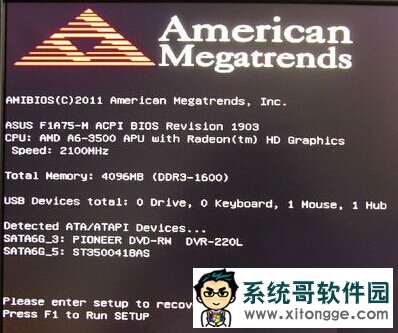 American
Megatrends
AMIBIOS(C)2011 American Megatrends, Inc.
ASUS F1A75-M ACPI BIOS Revision 1903
CPU: AMD A6-3500 APU with Radeon(tm) HD Graphics
Speed: 2100MHz
Total Memory: 4096MB (DDR3-1600)
USB Devices total: 0 Drive, 0 Keyboard, 1 Mouse, 1 Hub
Detected ATA/ATAPI Devices...
SATA6G_3: PIONEER DVD-RW DVR-220L
SATA6G_5: ST3500418AS
Please enter setup to recov
Press F1 to Run SETUP
系统哥软件园
www.xitongge.com